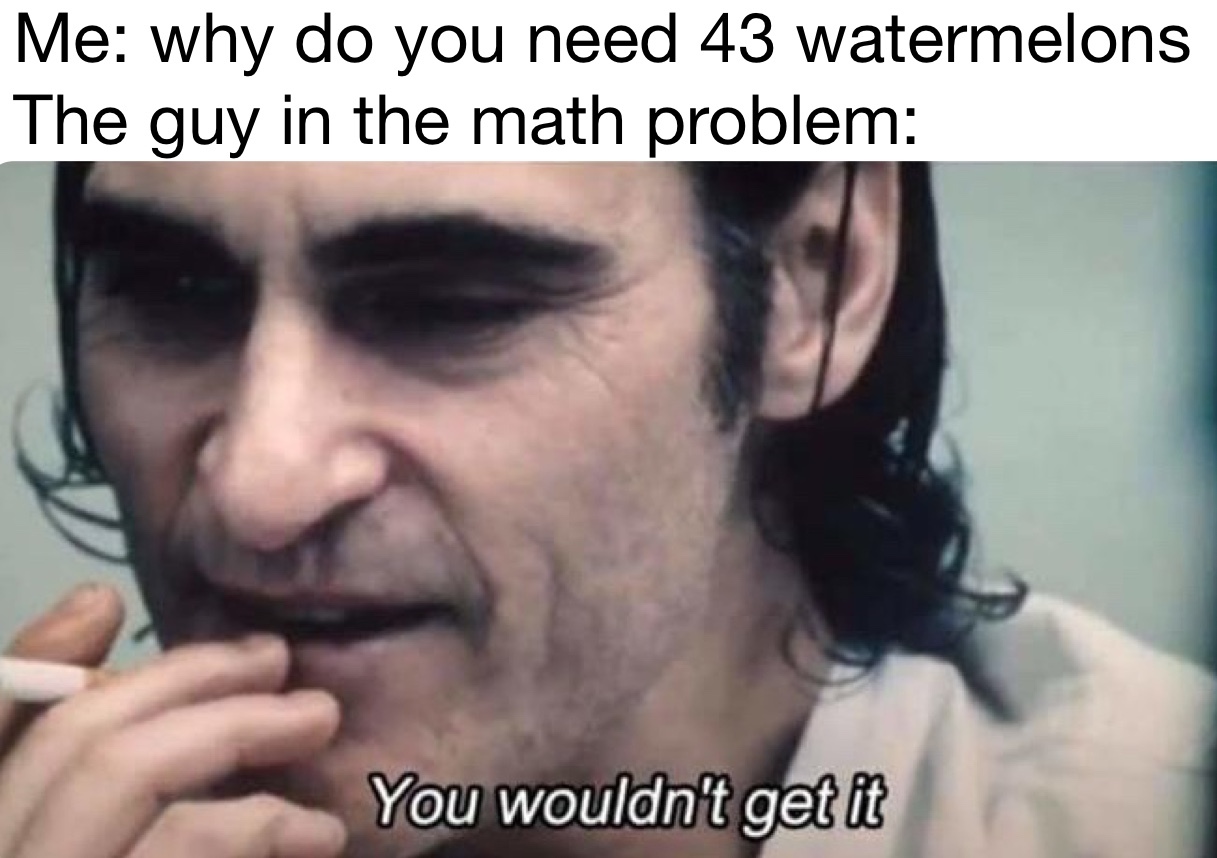 Me: why do you need 43 watermelons
The guy in the math problem:
You wouldn't get it